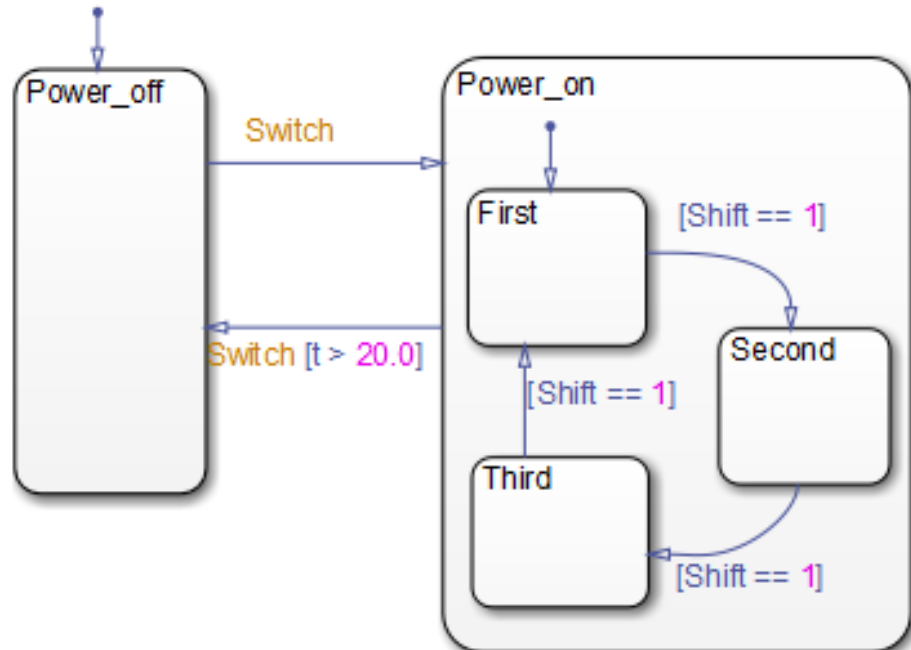 Power_off
Switch
Power_on
First
[Shift == 1]
Switch [t > 20.0]
Second
[Shift == 1]
Third
[Shift == 1]